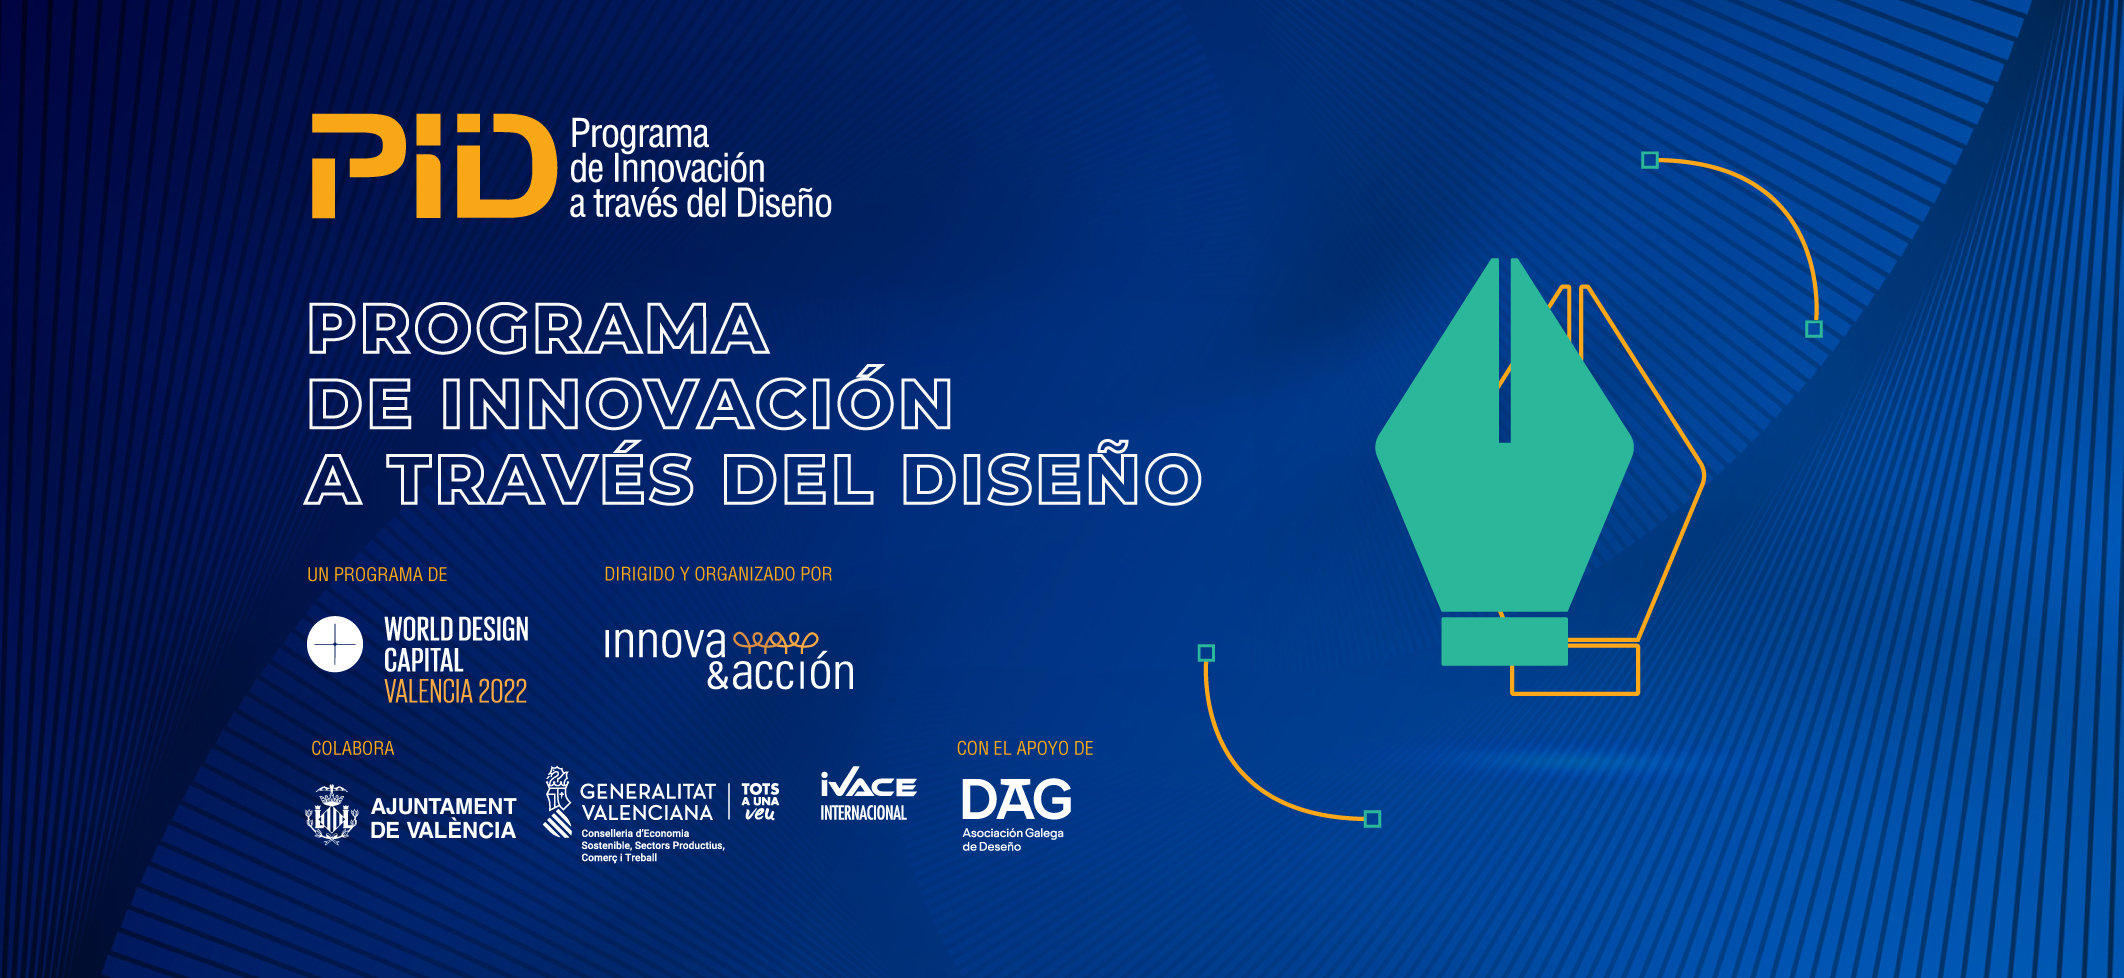 PiD
Programa
de Innovación
a través del Diseño
PROGRAMA
DE INNOVACIÓN
A TRAVÉS DEL DISEÑO
UN PROGRAMA DE
WORLD DESIGN
CAPITAL
VALENCIA 2022
DIRIGIDO Y ORGANIZADO POR
innova
&acción
COLABORA
AJUNTAMENT
DE VALÈNCIA
GENERALITAT
VALENCIANA
Conselleria d'Economia
Sostenible, Sectors Productius,
Comerç i Treball
TOTS
A UNA
veu
iVACE
INTERNACIONAL
CON EL APOYO DE
DAG
Asociación Galega
de Deseño